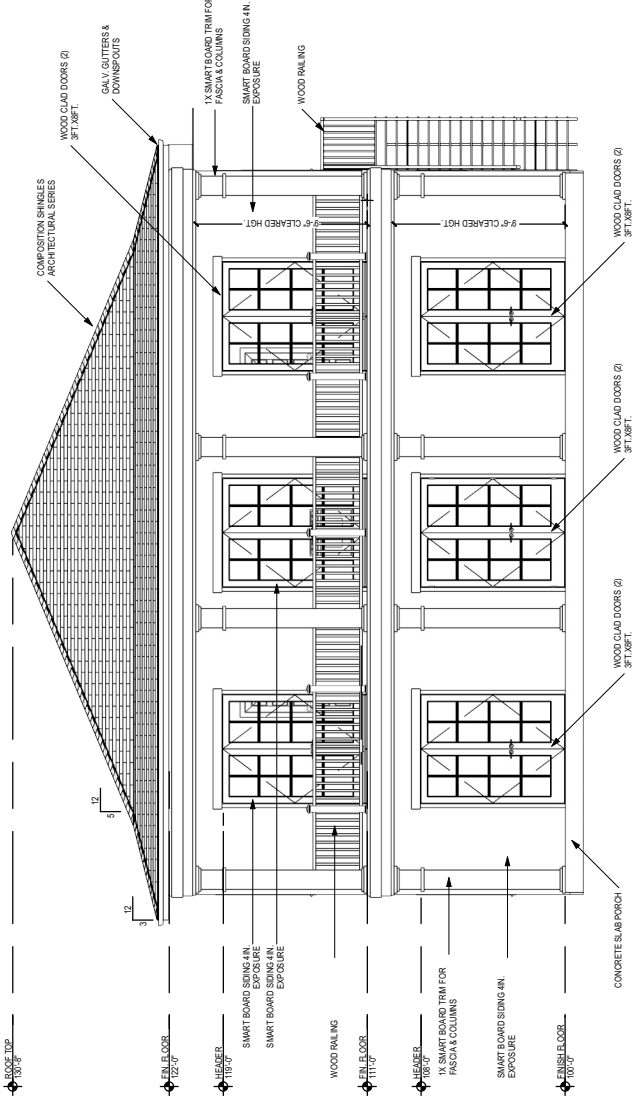 ROOF TOP
130'-8"
FIN. FLOOR
122'-0"
HEADER
119'-0"
FIN. FLOOR
111'-0"
HEADER
108'-0"
FINISH FLOOR
100'-0"
SMART BOARD SIDING 4IN.
EXPOSURE
SMART BOARD SIDING 4IN.
EXPOSURE
WOOD RAILING
1X SMART BOARD TRIM FOR
FASCIA & COLUMNS
SMART BOARD SIDING 4IN.
EXPOSURE
CONCRETE SLAB PORCH
12
3
12
5
COMPOSITION SHINGLES
ARCHITECTURAL SERIES
WOOD CLAD DOORS (2)
3FT.X8FT.
GALV. GUTTERS &
DOWNSPOUTS
1X SMART BOARD TRIM FOR
FASCIA & COLUMNS
SMART BOARD SIDING 4IN.
EXPOSURE
WOOD RAILING
9'-6" CLEARED HGT.
9'-6" CLEARED HGT.
WOOD CLAD DOORS (2)
3FT.X8FT.
WOOD CLAD DOORS (2)
3FT.X8FT.
WOOD CLAD DOORS (2)
3FT.X8FT.